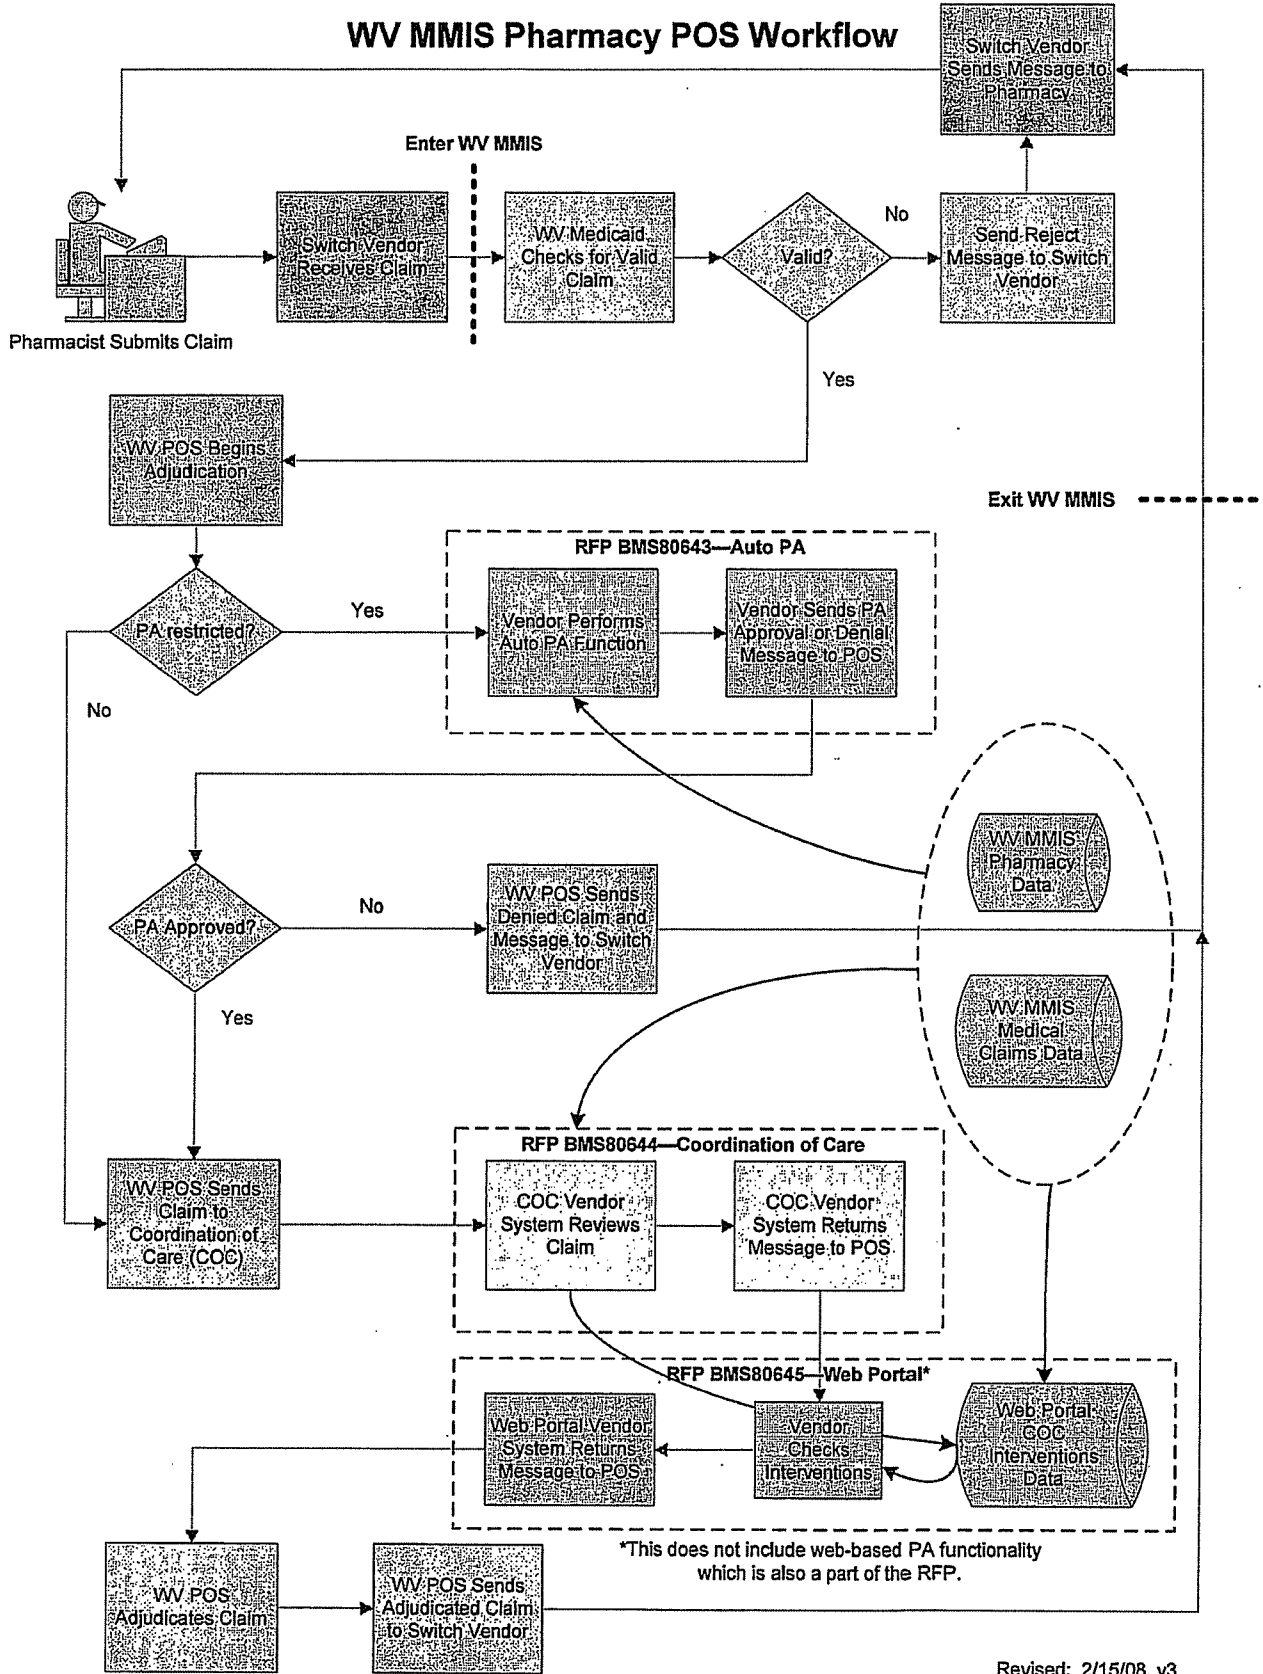 WV MMIS Pharmacy POS Workflow
Switch Vendor
Sends Message to
Pharmacy
Enter WV MMIS
Pharmacist Submits Claim
Switch Vendor
Receives Claim
WV Medicaid
Checks for Valid
Claim
Valid?
No
Send Reject
Message to Switch
Vendor
Yes
WV POS Begins
Adjudication
Exit WV MMIS
RFP BMS80643—Auto PA
PA restricted?
Yes
Vendor Performs
Auto PA Function
Vendor Sends PA
Approval or Denial
Message to POS
No
WV MMIS
Pharmacy
Data
PA Approved?
No
WV POS Sends
Denied Claim and
Message to Switch
Vendor
WV MMIS
Medical
Claims Data
Yes
RFP BMS80644—Coordination of Care
WV POS Sends
Claim to
Coordination of
Care (COC)
COC Vendor
System Reviews
Claim
COC Vendor
System Returns
Message to POS
RFP BMS80645—Web Portal*
Web Portal Vendor
System Returns
Message to POS
Vendor
Checks
Interventions
Web Portal
COC
Interventions
Data
*This does not include web-based PA functionality
which is also a part of the RFP.
WV POS
Adjudicates Claim
WV POS Sends
Adjudicated Claim
to Switch Vendor
Revised: 2/15/08 v3